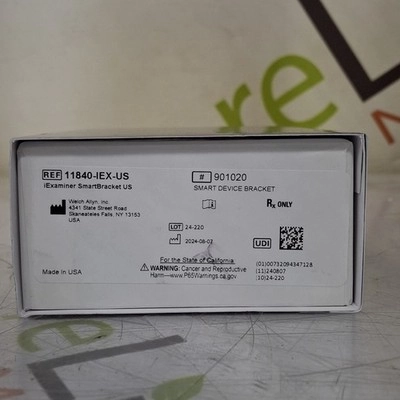 REF 11840-IEX-US
iExaminer SmartBracket US
Welch Allyn, Inc.
4341 State Street Road
Skaneateles Falls, NY 13153
USA
# 901020
SMART DEVICE BRACKET
Rx ONLY
LOT 24-220
2024-08-07
UDI
For the State of California:
WARNING: Cancer and Reproductive
Harm—www.P65Warnings.ca.gov
Made in USA
(01)00732094347128
(11)240807
(10)24-220